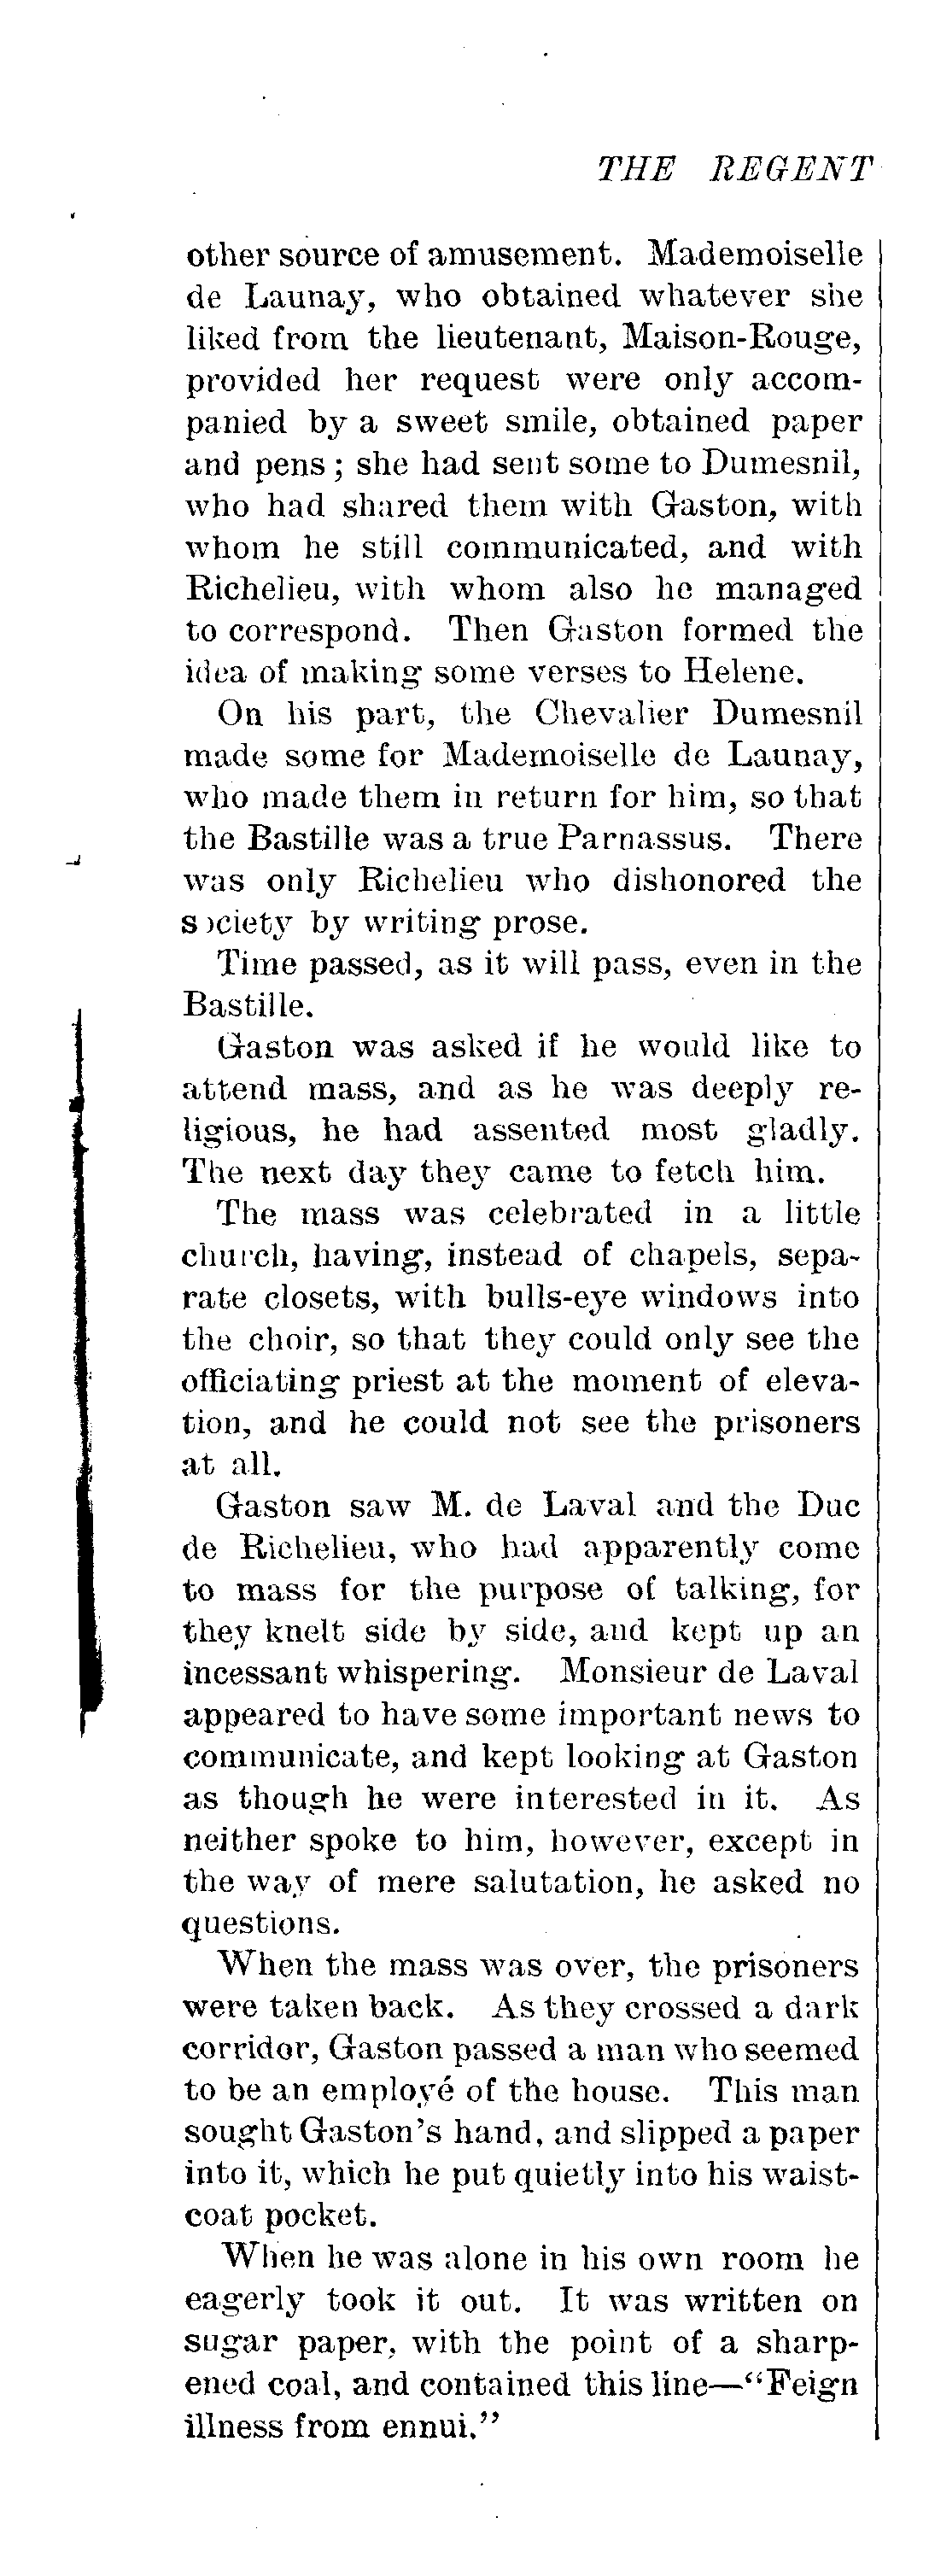 THE REGENT
other source of amusement. Mademoiselle
de Launay, who obtained whatever she
liked from the lieutenant, Maison-Rouge,
provided her request were only accom-
panied by a sweet smile, obtained paper
and pens; she had sent some to Dumesnil,
who had shared them with Gaston, with
whom he still communicated, and with
Richelieu, with whom also he managed
to correspond. Then Gaston formed the
idea of making some verses to Helene.
On his part, the Chevalier Dumesnil
made some for Mademoiselle de Launay,
who made them in return for him, so that
the Bastille was a true Parnassus. There
was only Richelieu who dishonored the
society by writing prose.
Time passed, as it will pass, even in the
Bastille.
Gaston was asked if he would like to
attend mass, and as he was deeply re-
ligious, he had assented most gladly.
The next day they came to fetch him.
The mass was celebrated in a little
church, having, instead of chapels, sepa-
rate closets, with bulls-eye windows into
the choir, so that they could only see the
officiating priest at the moment of eleva-
tion, and he could not see the prisoners
at all.
Gaston saw M. de Laval and the Duc
de Richelieu, who had apparently come
to mass for the purpose of talking, for
they knelt side by side, and kept up an
incessant whispering. Monsieur de Laval
appeared to have some important news to
communicate, and kept looking at Gaston
as though he were interested in it. As
neither spoke to him, however, except in
the way of mere salutation, he asked no
questions.
When the mass was over, the prisoners
were taken back. As they crossed a dark
corridor, Gaston passed a man who seemed
to be an employé of the house. This man
sought Gaston's hand, and slipped a paper
into it, which he put quietly into his waist-
coat pocket.
When he was alone in his own room he
eagerly took it out. It was written on
sugar paper, with the point of a sharp-
ened coal, and contained this line—"Feign
illness from ennui."